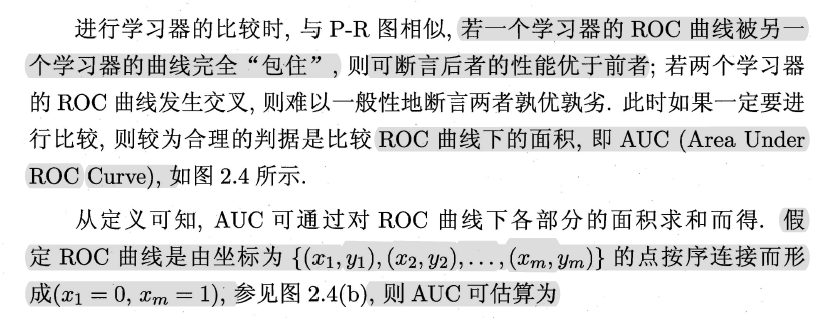 进行学习器的比较时, 与 P-R 图相似, 若一个学习器的 ROC 曲线被另一
个学习器的曲线完全“包住”, 则可断言后者的性能优于前者; 若两个学习器
的 ROC 曲线发生交叉, 则难以一般性地断言两者孰优孰劣. 此时如果一定要进
行比较, 则较为合理的判据是比较 ROC 曲线下的面积, 即 AUC (Area Under
ROC Curve), 如图 2.4 所示.
从定义可知, AUC 可通过对 ROC 曲线下各部分的面积求和而得. 假
定 ROC 曲线是由坐标为 {(x₁, y₁), (x₂, y₂), . . . , (xₘ, yₘ)} 的点按序连接而形
成(x₁ = 0, xₘ = 1), 参见图 2.4(b), 则 AUC 可估算为